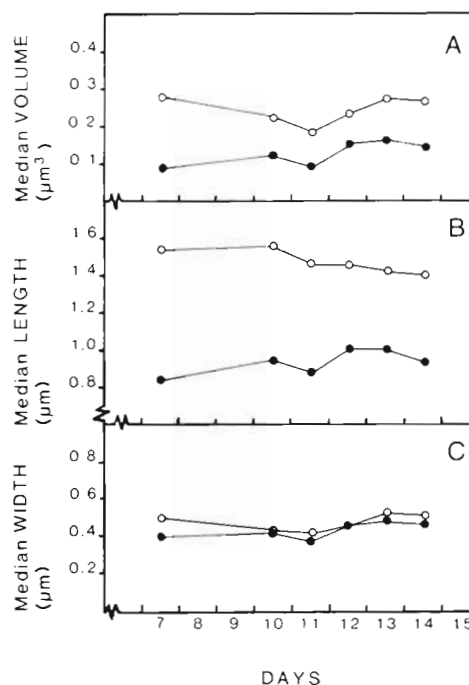 A
Median VOLUME
(µm³)
0.4
0.3
0.2
0.1
B
Median LENGTH
(µm)
1.6
1.4
1.0
0.8
C
Median WIDTH
(µm)
0.8
0.6
0.4
0.2
7 8 9 10 11 12 13 14 15
DAYS